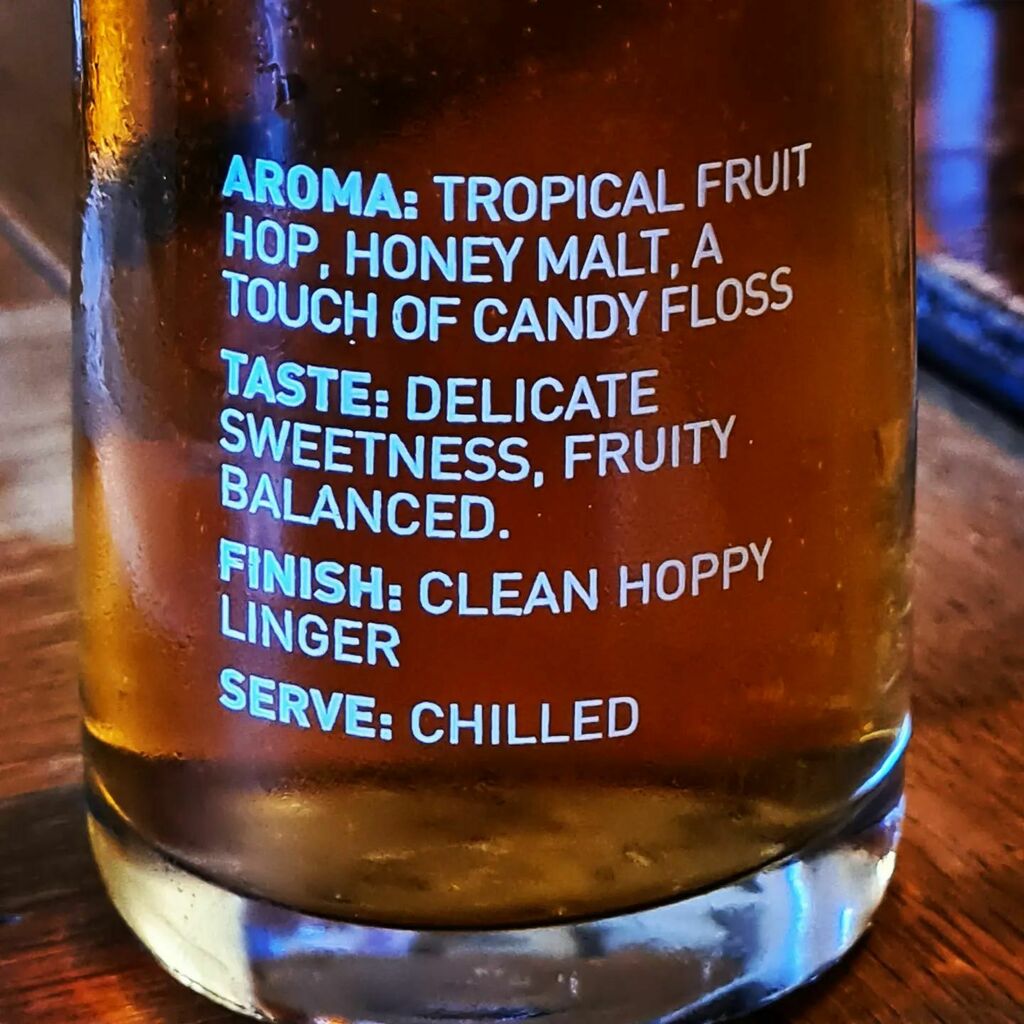 AROMA: TROPICAL FRUIT
HOP, HONEY MALT, A
TOUCH OF CANDY FLOSS
TASTE: DELICATE
SWEETNESS, FRUITY
BALANCED.
FINISH: CLEAN HOPPY
LINGER
SERVE: CHILLED